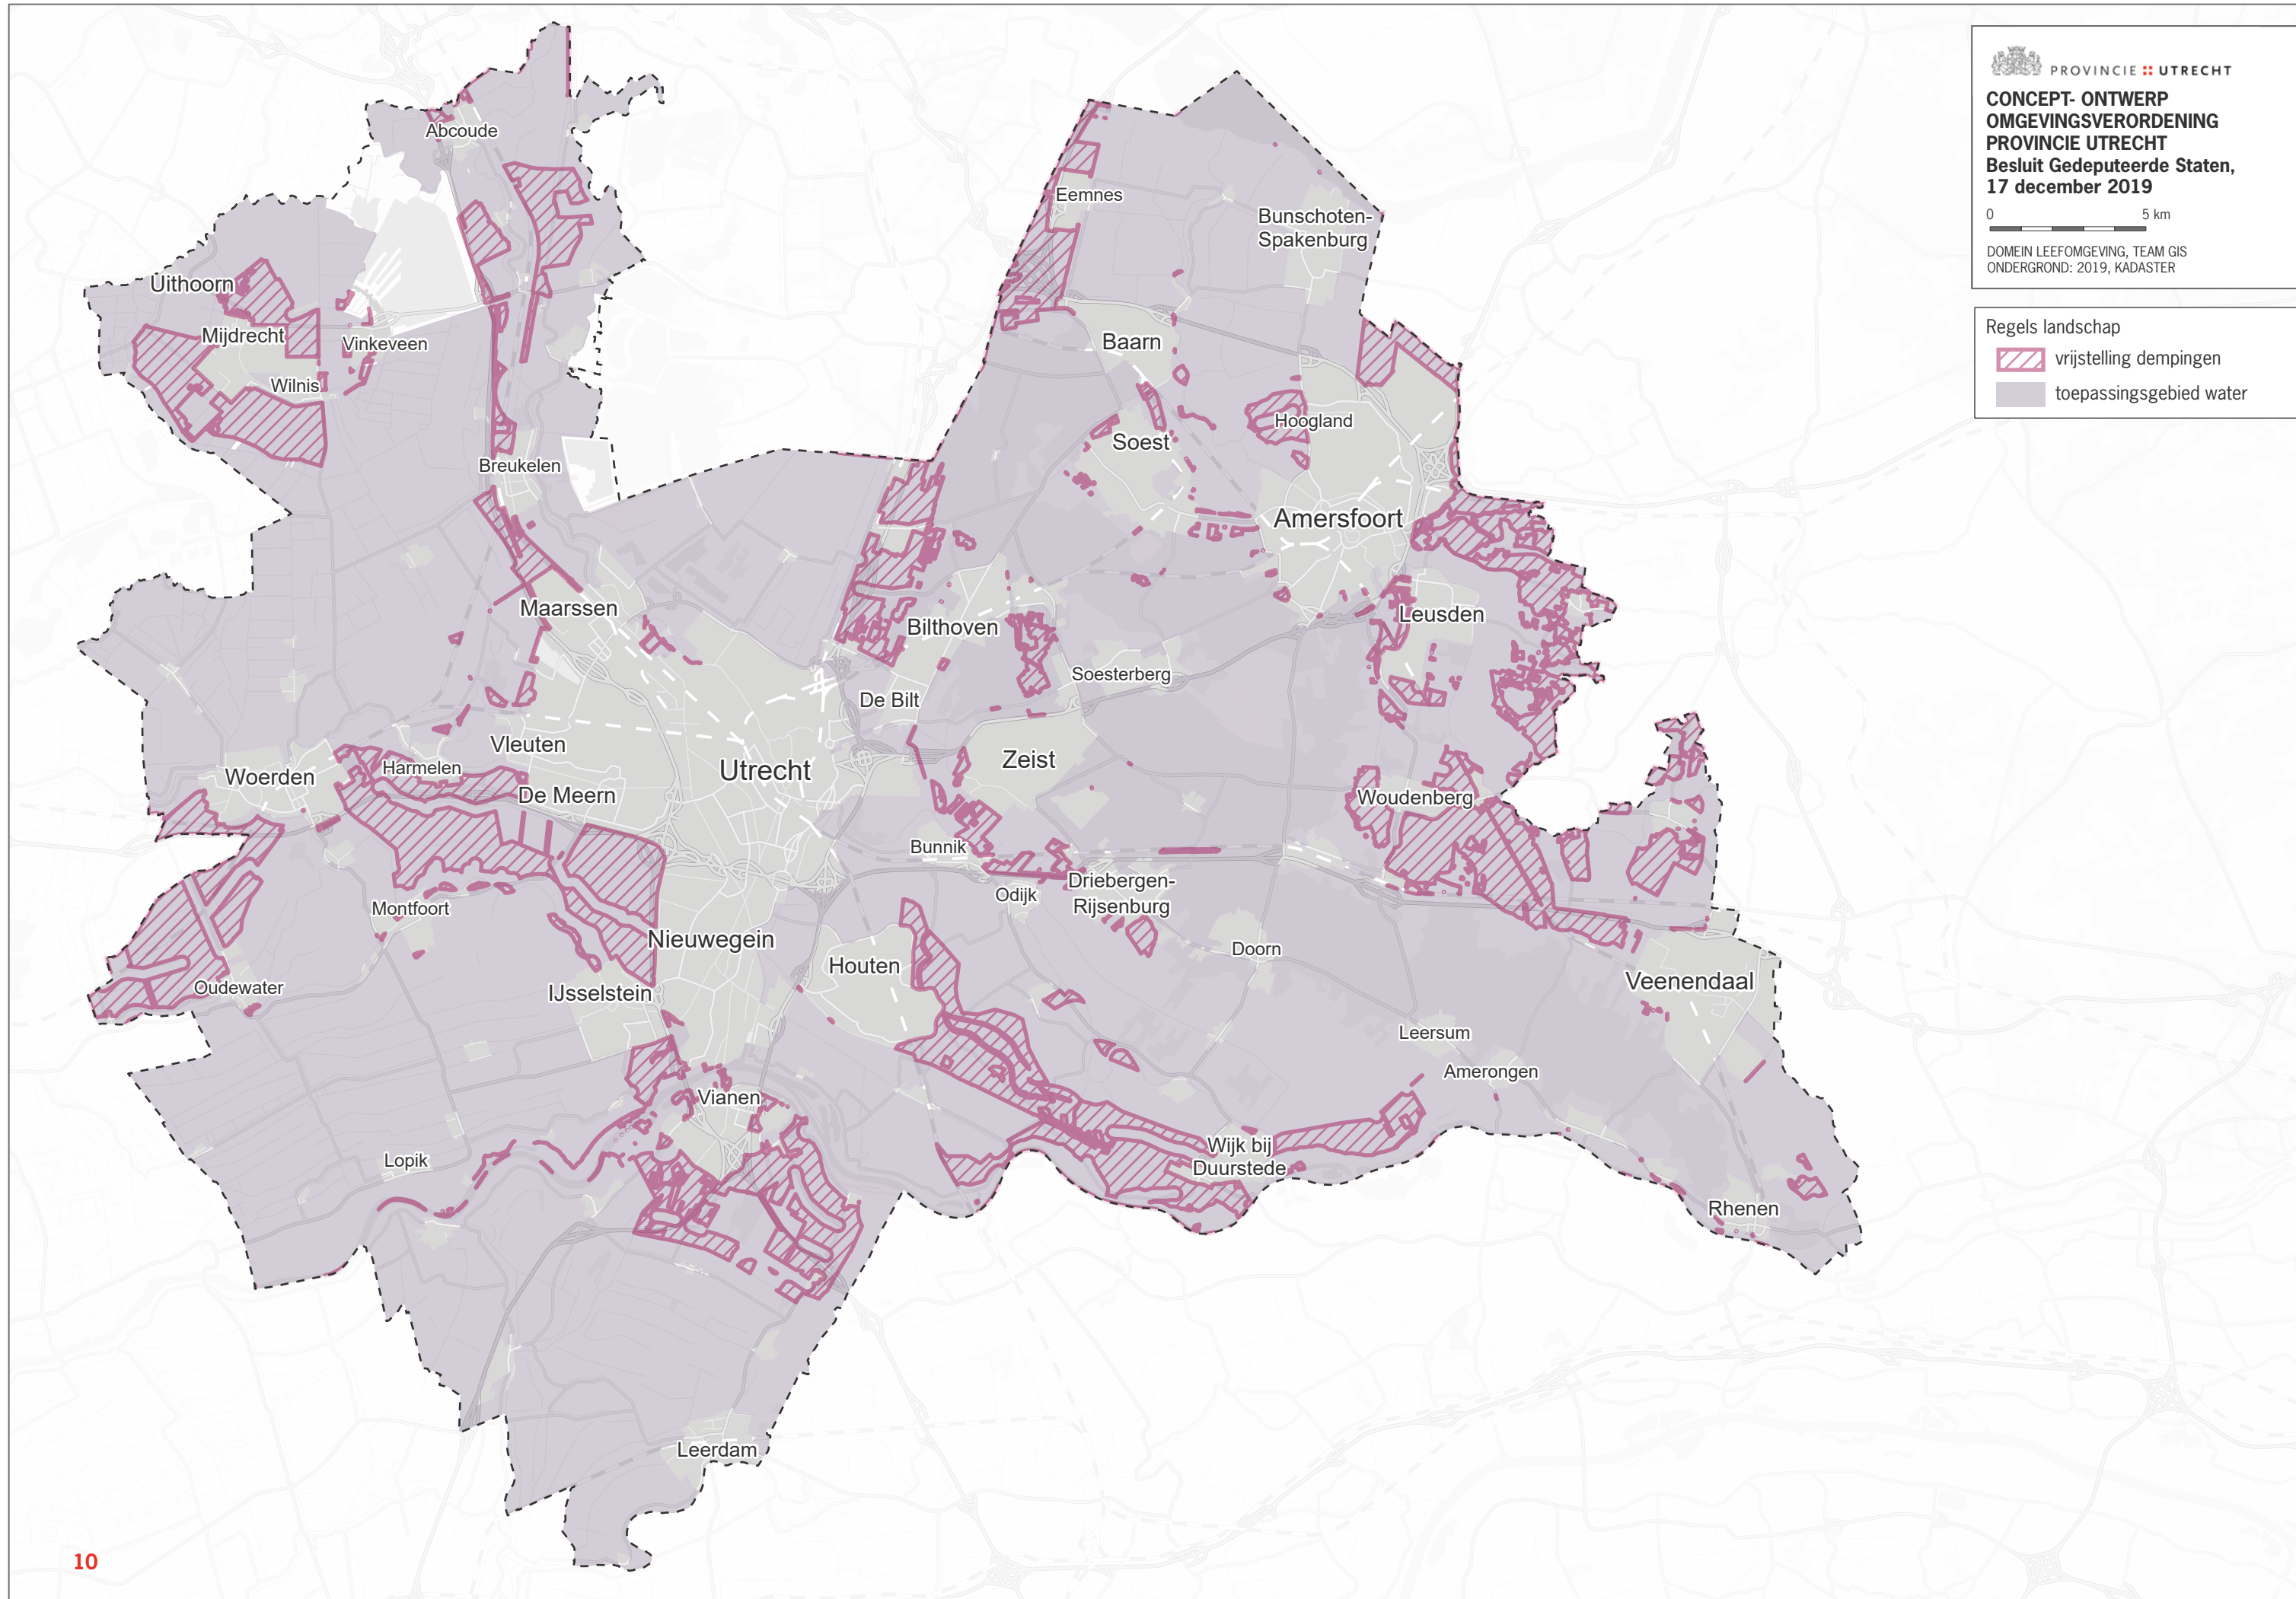 PROVINCIE UTRECHT
CONCEPT- ONTWERP
OMGEVINGSVERORDENING
PROVINCIE UTRECHT
Besluit Gedeputeerde Staten,
17 december 2019
0 5 km
DOMEIN LEEFOMGEVING, TEAM GIS
ONDERGROND: 2019, KADASTER
Regels landschap
vrijstelling dempingen
toepassingsgebied water
Abcoude
Eemnes
Bunschoten-
Spakenburg
Uithoorn
Mijdrecht
Vinkeveen
Baarn
Wilnis
Hoogland
Soest
Breukelen
Amersfoort
Maarssen
Leusden
Bilthoven
Soesterberg
De Bilt
Vleuten
Zeist
Harmelen
Utrecht
Woerden
De Meern
Woudenberg
Bunnik
Driebergen-
Rijsenburg
Odijk
Montfoort
Nieuwegein
Doorn
Houten
Veenendaal
Oudewater
IJsselstein
Leersum
Amerongen
Vianen
Wijk bij
Duurstede
Lopik
Rhenen
Leerdam
10